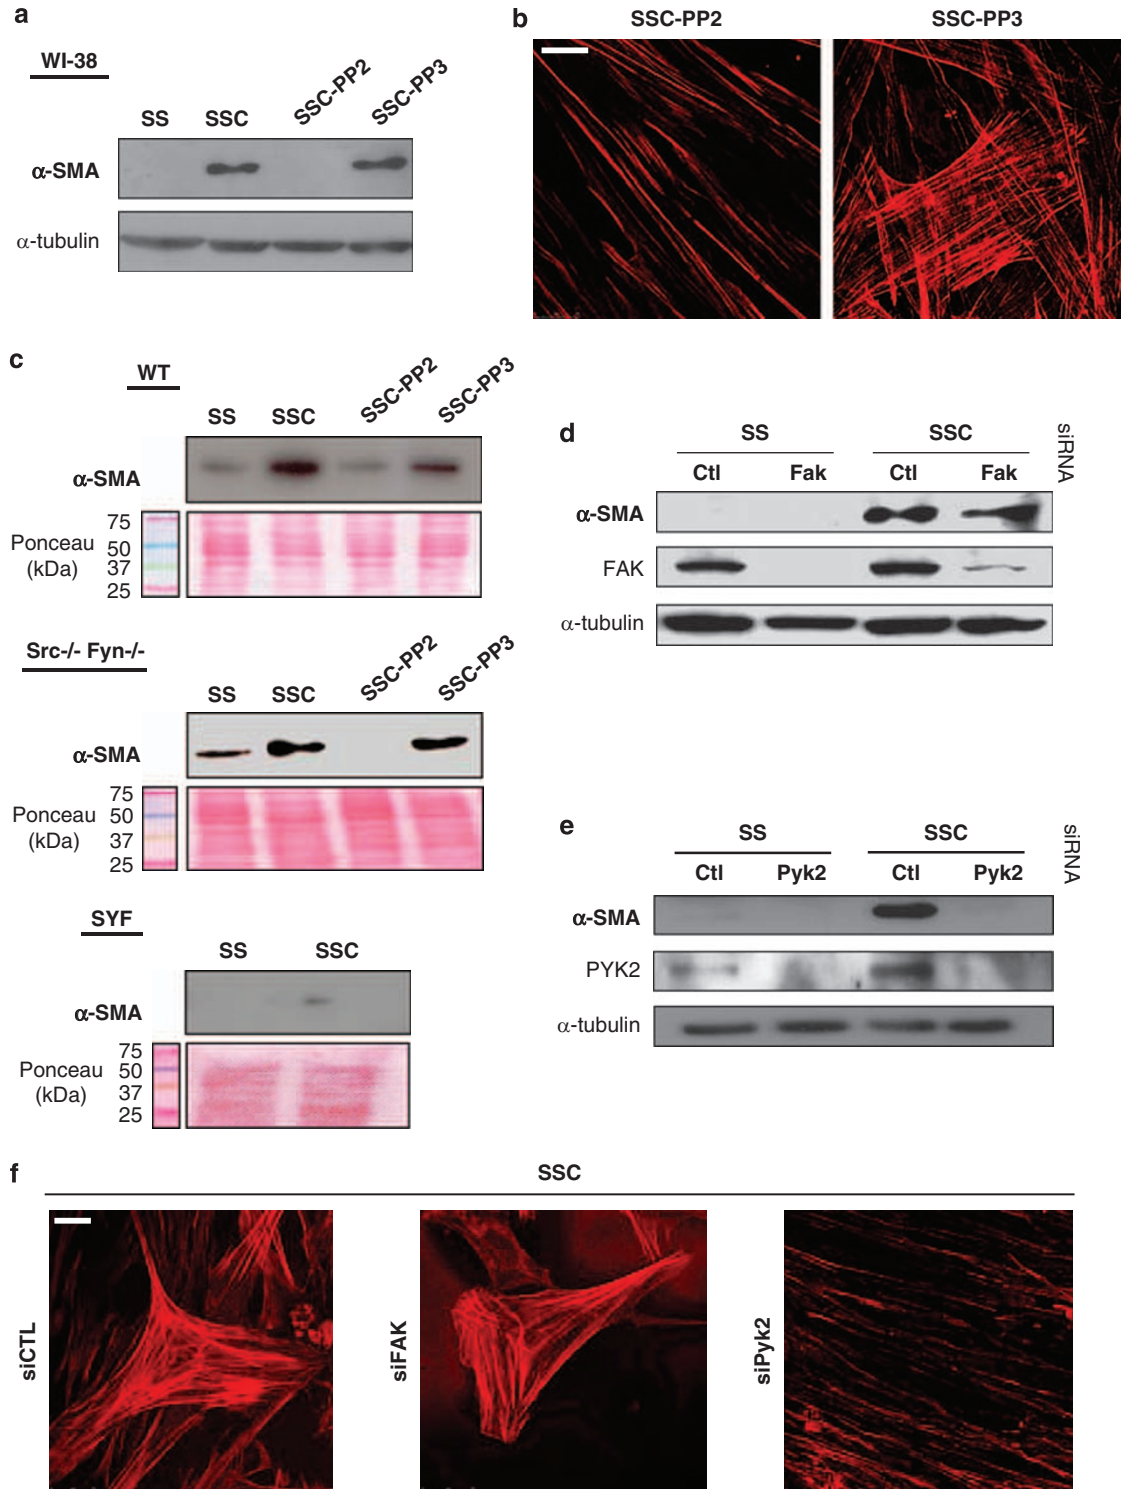 a
WI-38
SS SSC SSC-PP2 SSC-PP3
α-SMA
α-tubulin
b
SSC-PP2 SSC-PP3
c
WT
SS SSC SSC-PP2 SSC-PP3
α-SMA
Ponceau (kDa)
75
50
37
25
Src-/- Fyn-/-
SS SSC SSC-PP2 SSC-PP3
α-SMA
Ponceau (kDa)
75
50
37
25
SYF
SS SSC
α-SMA
Ponceau (kDa)
75
50
37
25
d
SS SSC siRNA
Ctl Fak Ctl Fak
α-SMA
FAK
α-tubulin
e
SS SSC siRNA
Ctl Pyk2 Ctl Pyk2
α-SMA
PYK2
α-tubulin
f
SSC
siCTL
siFAK
siPyk2